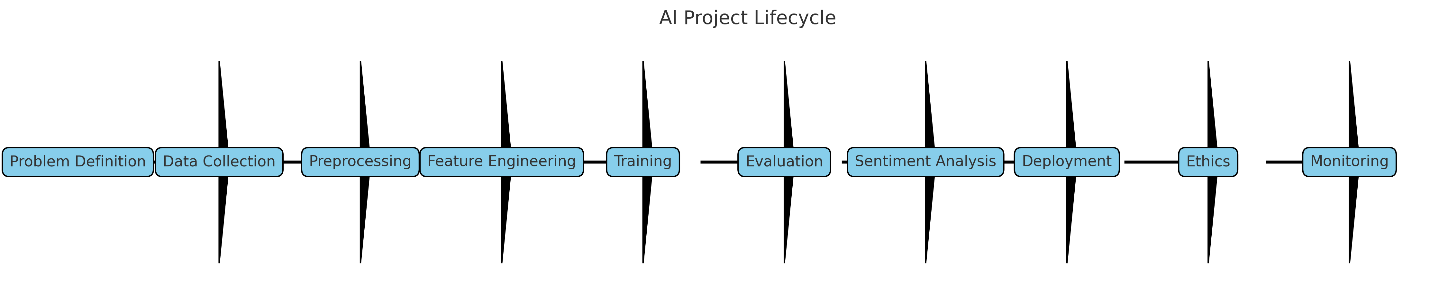 AI Project Lifecycle
Problem Definition
Data Collection
Preprocessing
Feature Engineering
Training
Evaluation
Sentiment Analysis
Deployment
Ethics
Monitoring